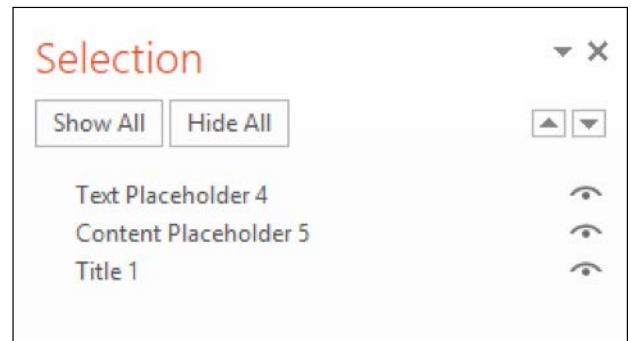 Selection
Show All Hide All
Text Placeholder 4
Content Placeholder 5
Title 1